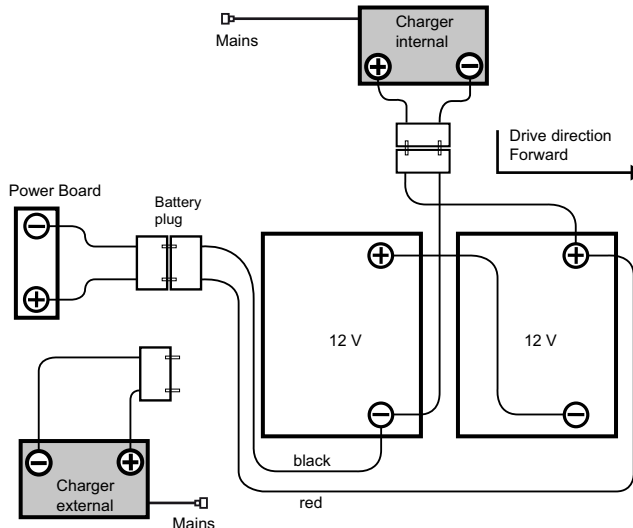 Charger
internal
Mains
Drive direction
Forward
Power Board
Battery
plug
12 V
12 V
black
red
Charger
external
Mains